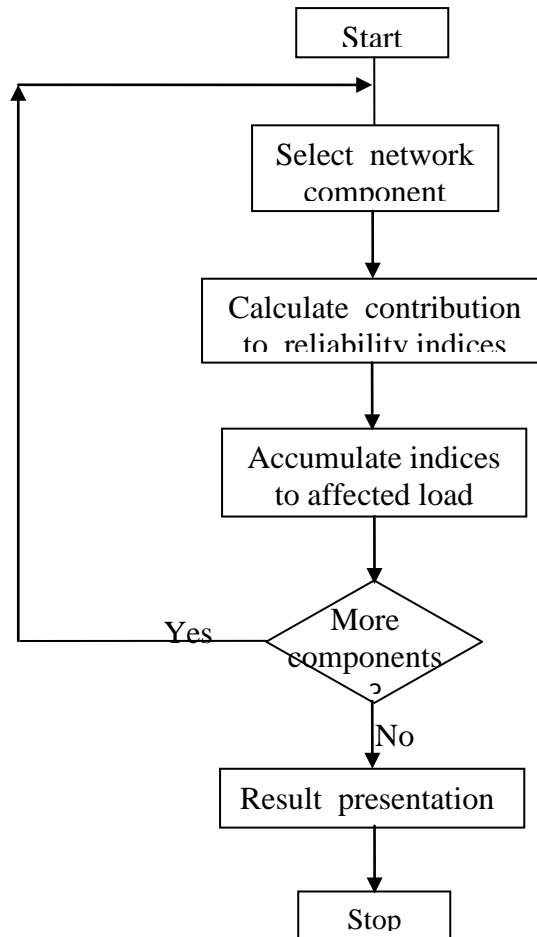 Start
Select network
component
Calculate contribution
to reliability indices
Accumulate indices
to affected load
More
components
?
Yes
No
Result presentation
Stop